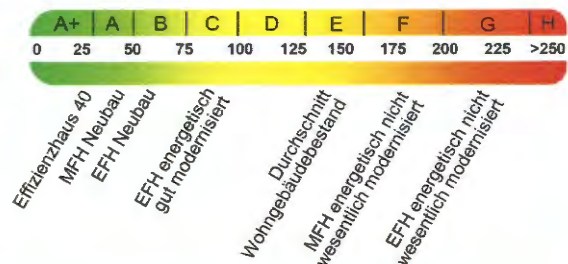 A+ A B C D E F G H
0 25 50 75 100 125 150 175 200 225 >250
Effizienzhaus 40
MFH Neubau
EFH Neubau
EFH energetisch
gut modernisiert
Durchschnitt
Wohngebäudebestand
MFH energetisch nicht
wesentlich modernisiert
EFH energetisch nicht
wesentlich modernisiert